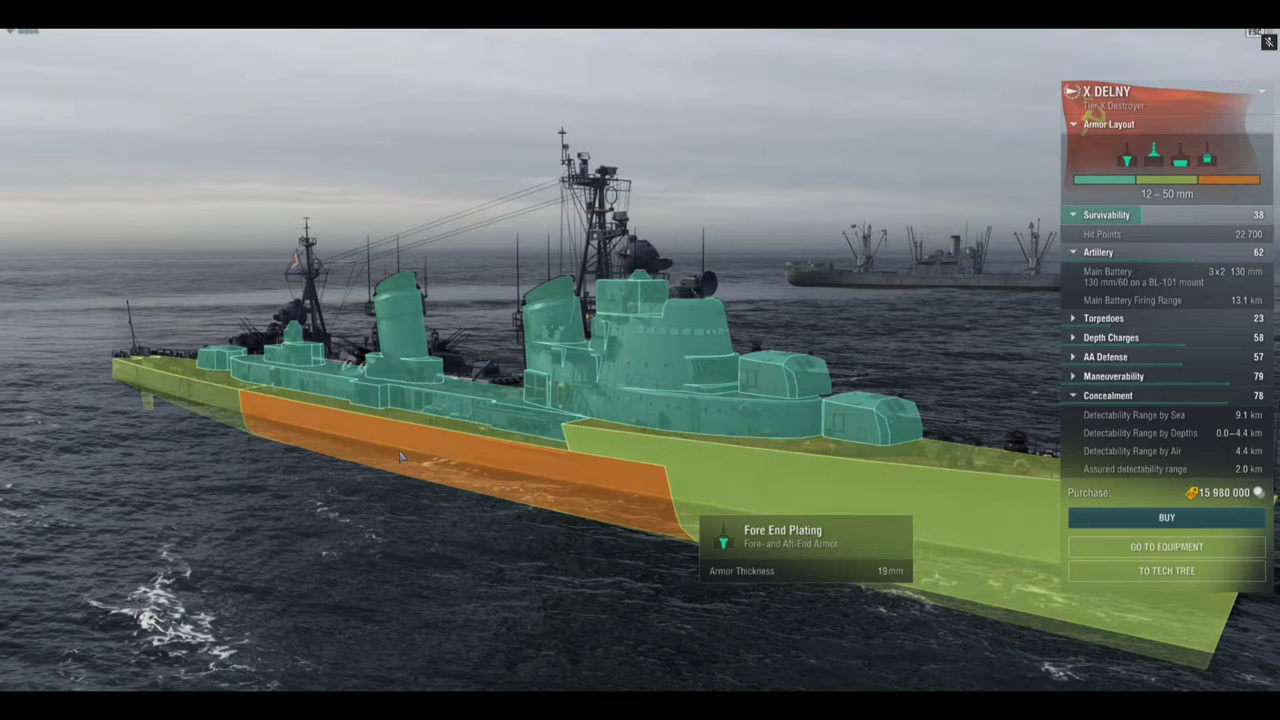 ESC
X DELNY
Tier X Destroyer
Armor Layout
12 – 50 mm
Survivability 38
Hit Points 22 700
Artillery 62
Main Battery 3 x 2 130 mm
130 mm/60 on a BL-101 mount
Main Battery Firing Range 13.1 km
Torpedoes 23
Depth Charges 58
AA Defense 57
Maneuverability 79
Concealment 78
Detectability Range by Sea 9.1 km
Detectability Range by Depths 0.0–4.4 km
Detectability Range by Air 4.4 km
Assured detectability range 2.0 km
Purchase: 15 980 000
BUY
GO TO EQUIPMENT
TO TECH TREE
Fore End Plating
Fore- and Aft-End Armor
Armor Thickness 19 mm